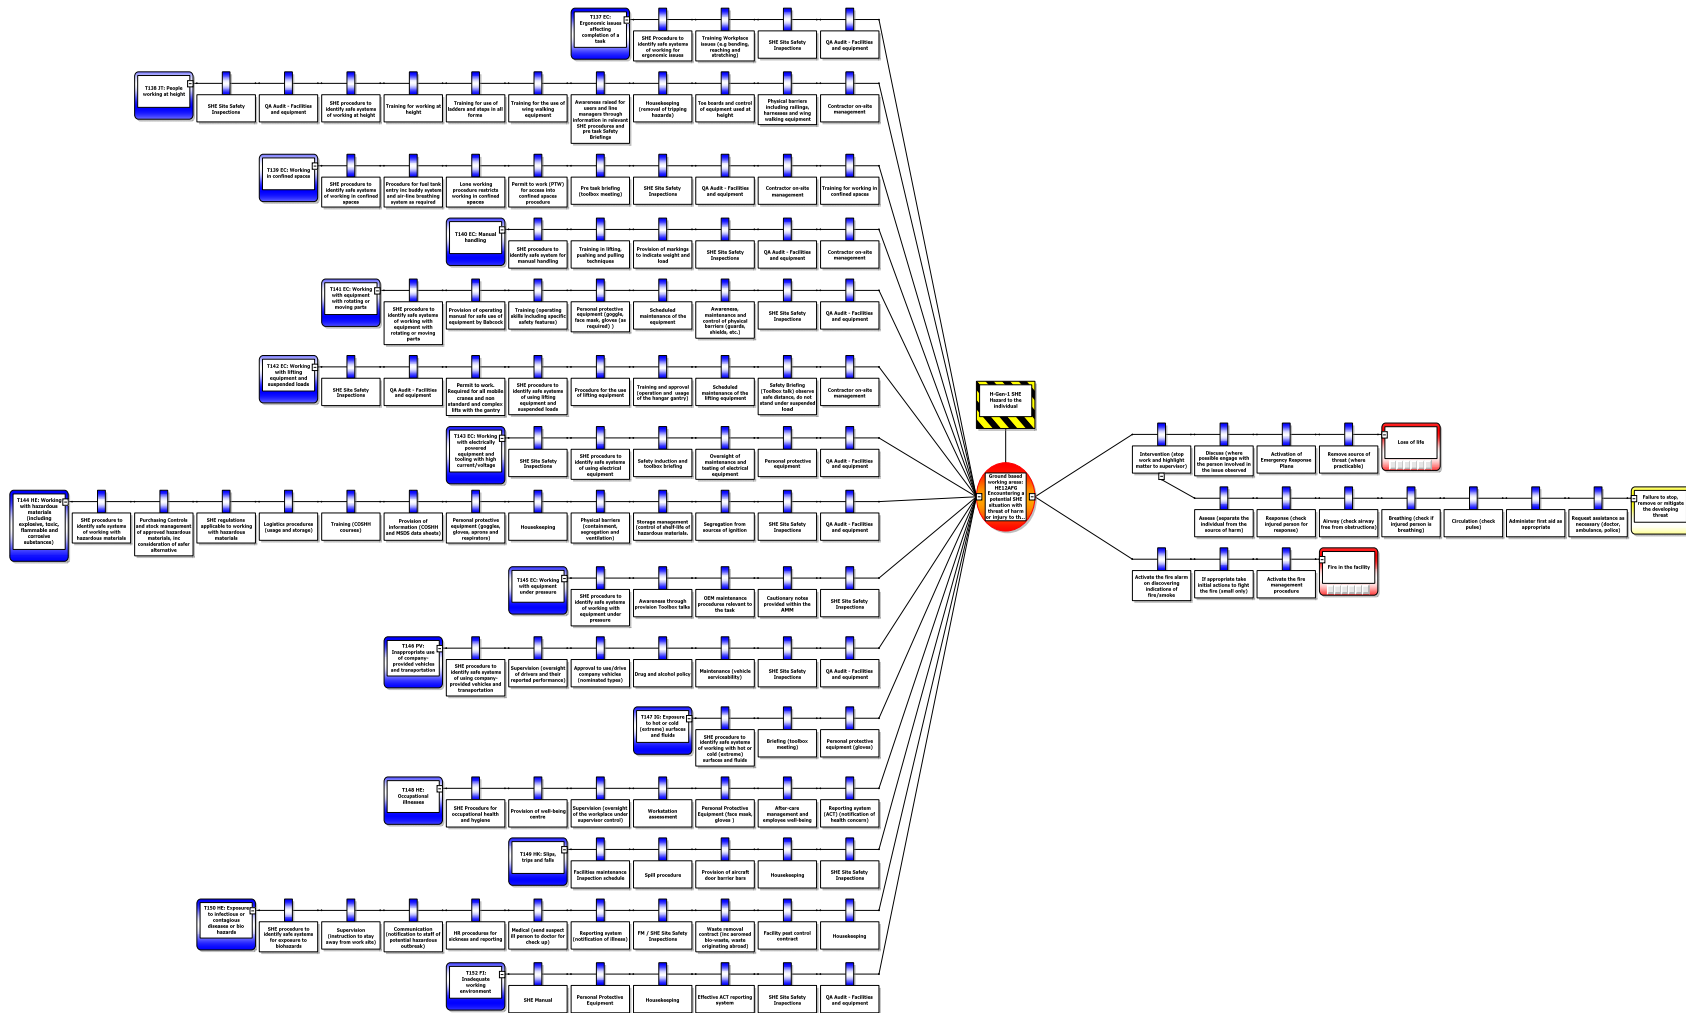 T137 EC:
Ergonomic issues
affecting
completion of a
task
SHE Procedure to
identify safe systems
of working for
ergonomic issues
Training Workplace
issues (e.g bending,
reaching and
stretching)
SHE Site Safety
Inspections
QA Audit - Facilities
and equipment
T138 JT: People
working at height
SHE Site Safety
Inspections
QA Audit - Facilities
and equipment
SHE procedure to
identify safe systems
of working at height
Training for working at
height
Training for use of
ladders and steps in all
forms
Training for the use of
wing walking
equipment
Awareness raised for
users and line
managers through
information in relevant
SHE procedures and
pre task Safety
Briefings
Housekeeping
(removal of tripping
hazards)
Toe boards and control
of equipment used at
height
Physical barriers
including railings,
harnesses and wing
walking equipment
Contractor on-site
management
T139 EC: Working
in confined spaces
SHE procedure to
identify safe systems
of working in confined
spaces
Procedure for fuel tank
entry inc buddy system
and air-line breathing
system as required
Lone working
procedure restricts
working in confined
spaces
Permit to work (PTW)
for access into
confined spaces
procedure
Pre task briefing
(toolbox meeting)
SHE Site Safety
Inspections
QA Audit - Facilities
and equipment
Contractor on-site
management
Training for working in
confined spaces
T140 EC: Manual
handling
SHE procedure to
identify safe system for
manual handling
Training in lifting,
pushing and pulling
techniques
Provision of markings
to indicate weight and
load
SHE Site Safety
Inspections
QA Audit - Facilities
and equipment
Contractor on-site
management
T141 EC: Working
with equipment
with rotating or
moving parts
SHE procedure to
identify safe systems
of working with
equipment with
rotating or moving
parts
Provision of operating
manual for safe use of
equipment by Babcock
Training (operating
skills including specific
safety features)
Personal protective
equipment (goggle,
face mask, gloves (as
required) )
Scheduled
maintenance of the
equipment
Awareness,
maintenance and
control of physical
barriers (guards,
shields, etc.)
SHE Site Safety
Inspections
QA Audit - Facilities
and equipment
T142 EC: Working
with lifting
equipment and
suspended loads
SHE Site Safety
Inspections
QA Audit - Facilities
and equipment
Permit to work.
Required for all mobile
cranes and non
standard and complex
lifts with the gantry
SHE procedure to
identify safe systems
of using lifting
equipment and
suspended loads
Procedure for the use
of lifting equipment
Training and approval
(operation and usage
of the hangar gantry)
Scheduled
maintenance of the
lifting equipment
Safety Briefing
(Toolbox talk) observe
safe distance, do not
stand under suspended
load
Contractor on-site
management
H-Gen-1 SHE
Hazard to the
individual
T143 EC: Working
with electrically
powered
equipment and
tooling with high
current/voltage
SHE Site Safety
Inspections
SHE procedure to
identify safe systems
of using electrical
equipment
Safety induction and
toolbox briefing
Oversight of
maintenance and
testing of electrical
equipment
Personal protective
equipment
QA Audit - Facilities
and equipment
Intervention (stop
work and highlight
matter to supervisor)
Discuss (where
possible engage with
the person involved in
the issue observed
Activation of
Emergency Response
Plans
Remove source of
thread (where
practicable)
Loss of life
T144 HE: Working
with hazardous
materials
(including
explosive, toxic,
flammable and
corrosive
substances)
SHE procedure to
identify safe systems
of working with
hazardous materials
Purchasing Controls
and stock management
of approved hazardous
materials, inc
consideration of safer
alternative
SHE regulations
applicable to working
with hazardous
materials
Logistics procedures
(usage and storage)
Training (COSHH
courses)
Provision of
information (COSHH
and MSDS data sheets)
Personal protective
equipment (goggles,
gloves, aprons and
respirators)
Housekeeping
Physical barriers
(containment,
segregation and
ventilation)
Storage management
(control of shelf-life of
hazardous materials.
Segregation from
sources of ignition
SHE Site Safety
Inspections
QA Audit - Facilities
and equipment
Ground based
working areas:
HE12AFG
Encountering a
potential SHE
situation with
threat of harm
or injury to th..
Assess (separate the
individual from the
source of harm)
Response (check
injured person for
response)
Airway (check airway
free from obstructions)
Breathing (check if
injured person is
breathing)
Circulation (check
pulse)
Administer first aid as
appropriate
Request assistance as
necessary (doctor,
ambulance, police)
Failure to stop,
remove or mitigate
the developing
threat
Activate the fire alarm
on discovering
indications of
fire/smoke
If appropriate take
initial actions to fight
the fire (small only)
Activate the fire
management
procedure
Fire in the facility
T145 EC: Working
with equipment
under pressure
SHE procedure to
identify safe systems
of working with
equipment under
pressure
Awareness through
provision Toolbox talks
OEM maintenance
procedures relevant to
the task
Cautionary notes
provided within the
AMM
SHE Site Safety
Inspections
T146 PV:
Inappropriate use
of company-
provided vehicles
and transportation
SHE procedure to
identify safe systems
of using company-
provided vehicles and
transportation
Supervision (oversight
of drivers and their
reported performance)
Approval to use/drive
company vehicles
(nominated types)
Drug and alcohol policy
Maintenance (vehicle
serviceability)
SHE Site Safety
Inspections
QA Audit - Facilities
and equipment
T147 IG: Exposure
to hot or cold
(extreme) surfaces
and fluids
SHE procedure to
identify safe systems
of working with hot or
cold (extreme)
surfaces and fluids
Briefing (toolbox
meeting)
Personal protective
equipment (gloves)
T148 HE:
Occupational
illnesses
SHE Procedure for
occupational health
and hygiene
Provision of well-being
centre
Supervision (oversight
of the workplace under
supervisor control)
Workstation
assessment
Personal Protective
Equipment (face mask,
gloves )
After-care
management and
employee well-being
Reporting system
(ACT) (notification of
health concern)
T149 HK: Slips,
trips and falls
Facilities maintenance
Inspection schedule
Spill procedure
Provision of aircraft
door barrier bars
Housekeeping
SHE Site Safety
Inspections
T150 HE: Exposure
to infectious or
contagious
diseases or bio
hazards
SHE procedure to
identify safe systems
for exposure to
biohazards
Supervision
(instruction to stay
away from work site)
Communication
(notification to staff of
potential hazardous
outbreak)
HR procedures for
sickness and reporting
Medical (send suspect
ill person to doctor for
check up)
Reporting system
(notification of illness)
FM / SHE Site Safety
Inspections
Waste removal
contract (inc aeromed
bio-waste, waste
originating abroad)
Facility pest control
contract
Housekeeping
T152 FI:
Inadequate
working
environment
SHE Manual
Personal Protective
Equipment
Housekeeping
Effective ACT reporting
system
SHE Site Safety
Inspections
QA Audit - Facilities
and equipment